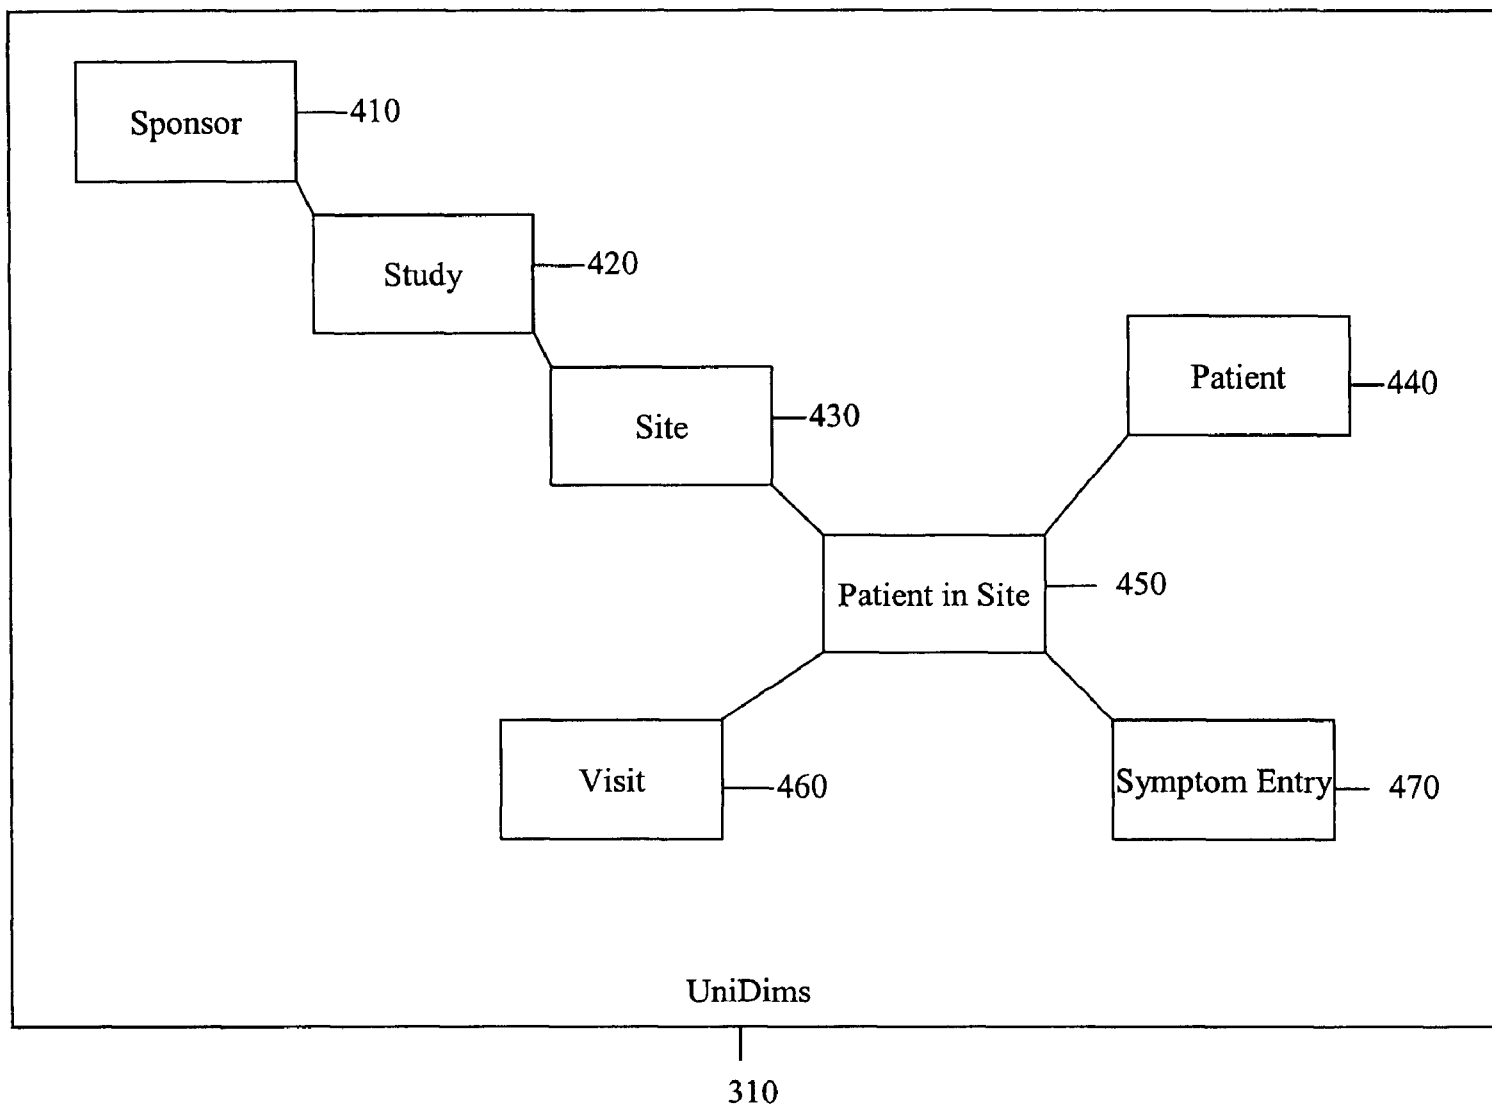 Sponsor
410
Study
420
Site
430
Patient
440
Patient in Site
450
Visit
460
Symptom Entry
470
UniDims
310